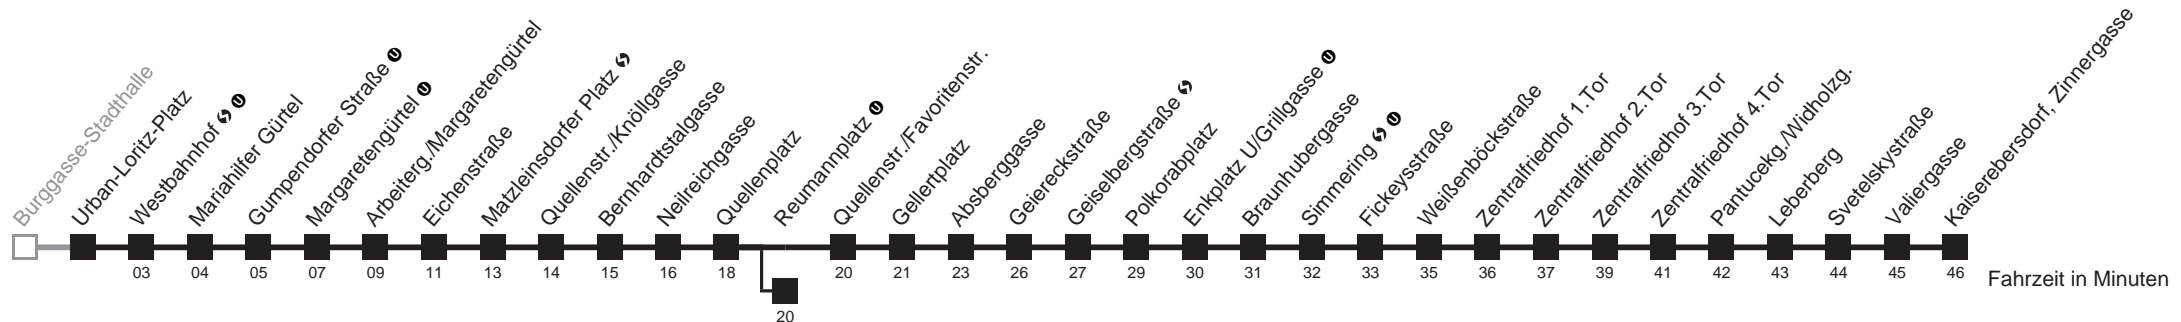 Burggasse-Stadthalle
Urban-Loritz-Platz
Westbahnhof S U
Mariahilfer Gürtel
Gumpendorfer Straße U
Margaretengürtel U
Arbeiterg./Margaretengürtel
Eichenstraße
Matzleinsdorfer Platz S
Quellenstr./Knöllgasse
Bernhardtstalgasse
Neilreichgasse
Quellenplatz
Reumannplatz U
Quellenstr./Favoritenstr.
Gellertplatz
Absberggasse
Geiereckstraße
Geiselbergstraße S
Polkorabplatz
Enkplatz U/Grillgasse U
Braunhubergasse
Simmering S U
Fickeysstraße
Weißenböckstraße
Zentralfriedhof 1.Tor
Zentralfriedhof 2.Tor
Zentralfriedhof 3.Tor
Zentralfriedhof 4.Tor
Pantucekg./Widholzg.
Leberberg
Svetelskystraße
Valiergasse
Kaiserebersdorf, Zinnergasse
03 04 05 07 09 11 13 14 15 16 18 20 21 23 26 27 29 30 31 32 33 35 36 37 39 41 42 43 44 45 46 Fahrzeit in Minuten
20